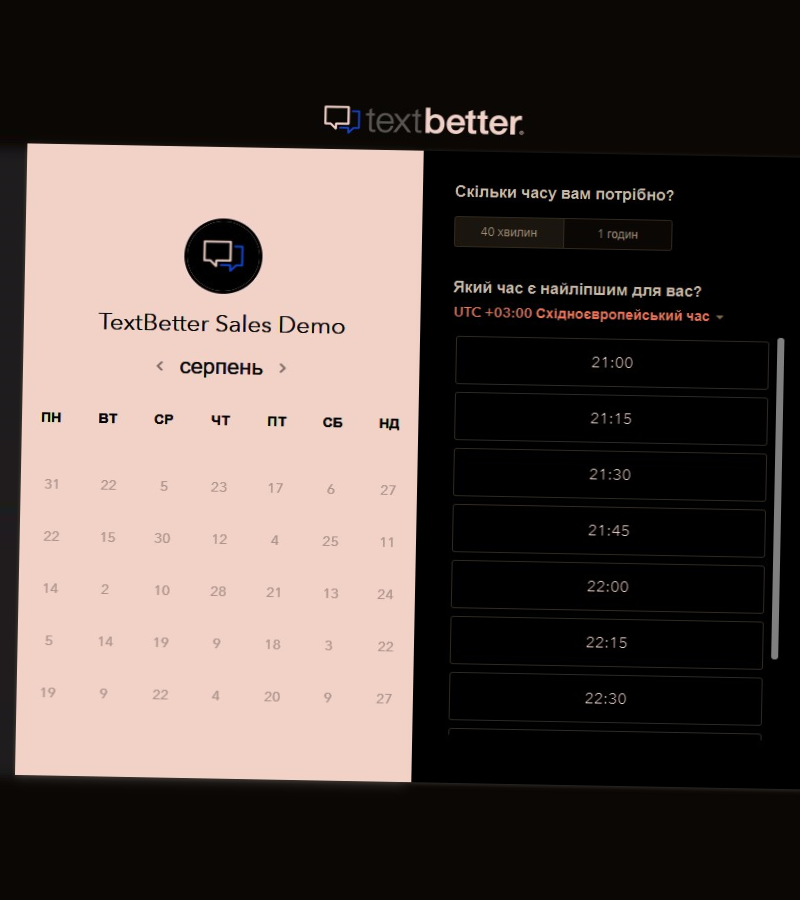 textbetter.
TextBetter Sales Demo
серпень
ПН ВТ СР ЧТ ПТ СБ НД
31 22 5 23 17 6 27
22 15 30 12 4 25 11
14 2 10 28 21 13 24
5 14 19 9 18 3 22
19 9 22 4 20 9 27
Скільки часу вам потрібно?
40 хвилин 1 годин
Який час є найліпшим для вас?
UTC +03:00 Східноєвропейський час
21:00
21:15
21:30
21:45
22:00
22:15
22:30